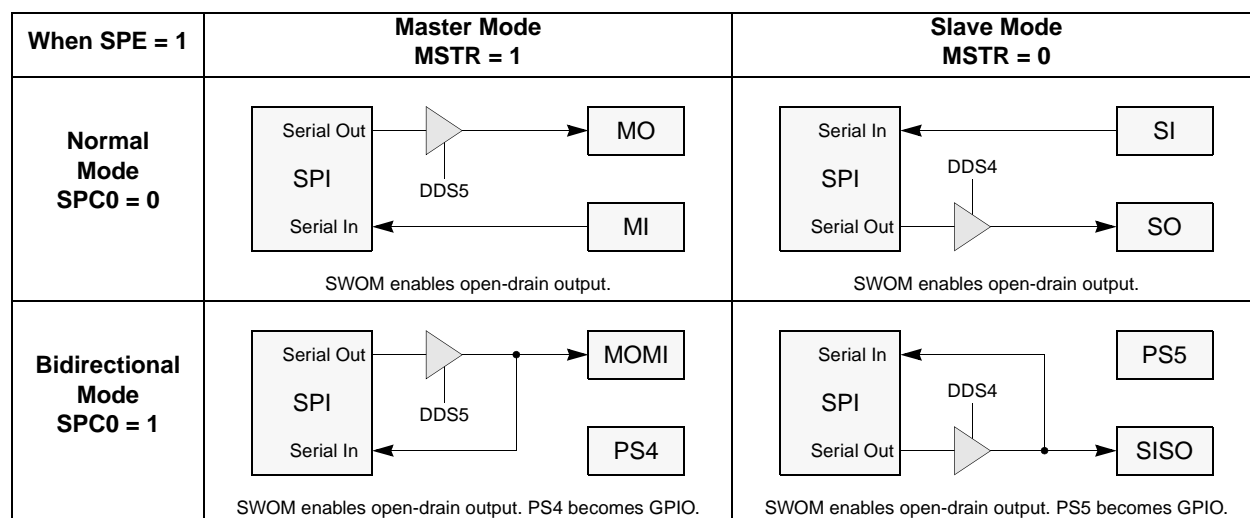 When SPE = 1
Master Mode
MSTR = 1
Slave Mode
MSTR = 0
Normal
Mode
SPC0 = 0
Serial Out
SPI
Serial In
DDS5
MO
MI
SWOM enables open-drain output.
Serial In
SPI
Serial Out
DDS4
SI
SO
SWOM enables open-drain output.
Bidirectional
Mode
SPC0 = 1
Serial Out
SPI
Serial In
DDS5
MOMI
PS4
SWOM enables open-drain output. PS4 becomes GPIO.
Serial In
SPI
Serial Out
DDS4
PS5
SISO
SWOM enables open-drain output. PS5 becomes GPIO.